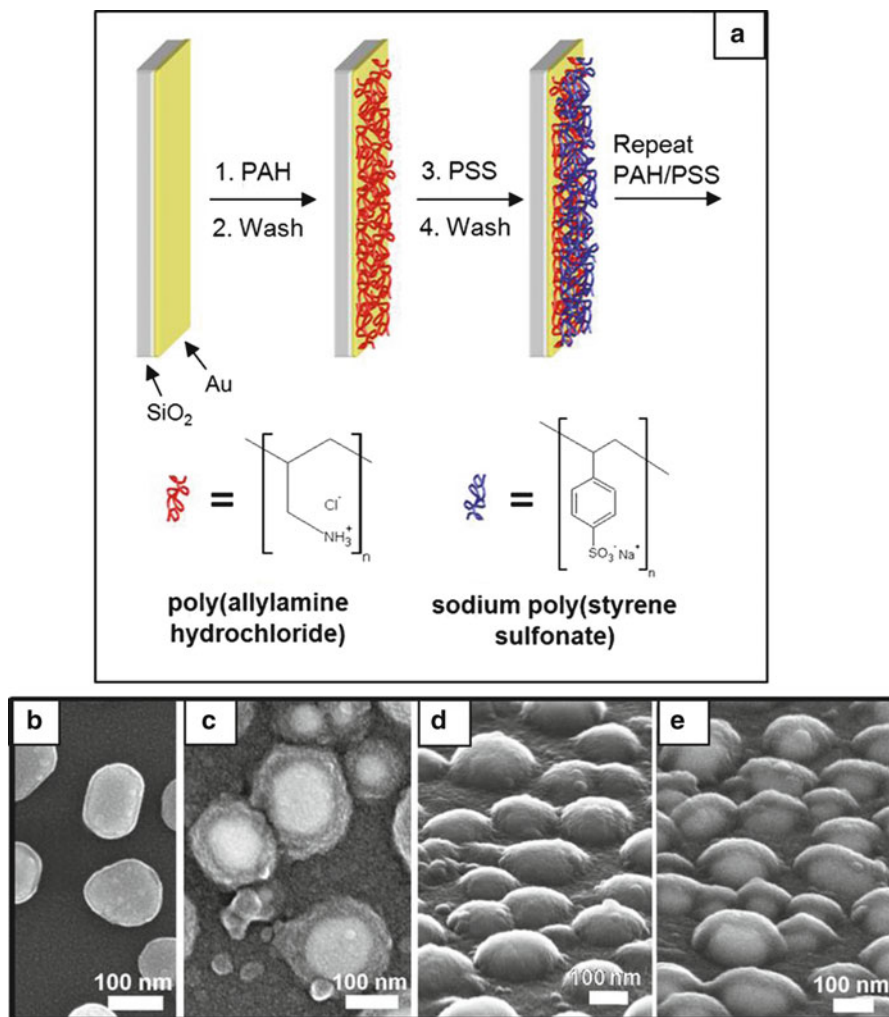 a
1. PAH
2. Wash
3. PSS
4. Wash
Repeat
PAH/PSS
Au
SiO₂
=
Cl⁻
NH₃⁺
n
poly(allylamine
hydrochloride)
=
SO₃⁻ Na⁺
n
sodium poly(styrene
sulfonate)
b
c
d
e
100 nm
100 nm
100 nm
100 nm